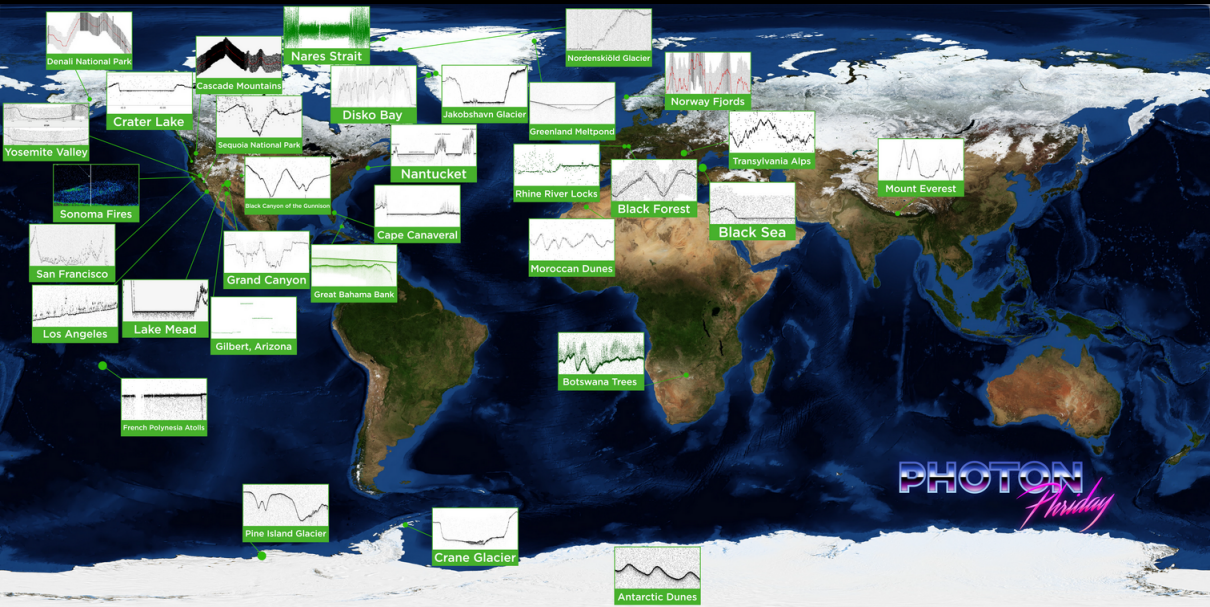 Denali National Park
Cascade Mountains
Nares Strait
Nordenskiöld Glacier
Crater Lake
Disko Bay
Jakobshavn Glacier
Norway Fjords
Greenland Meltpond
Yosemite Valley
Sequoia National Park
Transylvania Alps
Nantucket
Mount Everest
Rhine River Locks
Sonoma Fires
Black Canyon of the Gunnison
Black Forest
Cape Canaveral
Black Sea
San Francisco
Grand Canyon
Moroccan Dunes
Great Bahama Bank
Los Angeles
Lake Mead
Gilbert, Arizona
Botswana Trees
French Polynesia Atolls
PHOTON
Phriday
Pine Island Glacier
Crane Glacier
Antarctic Dunes